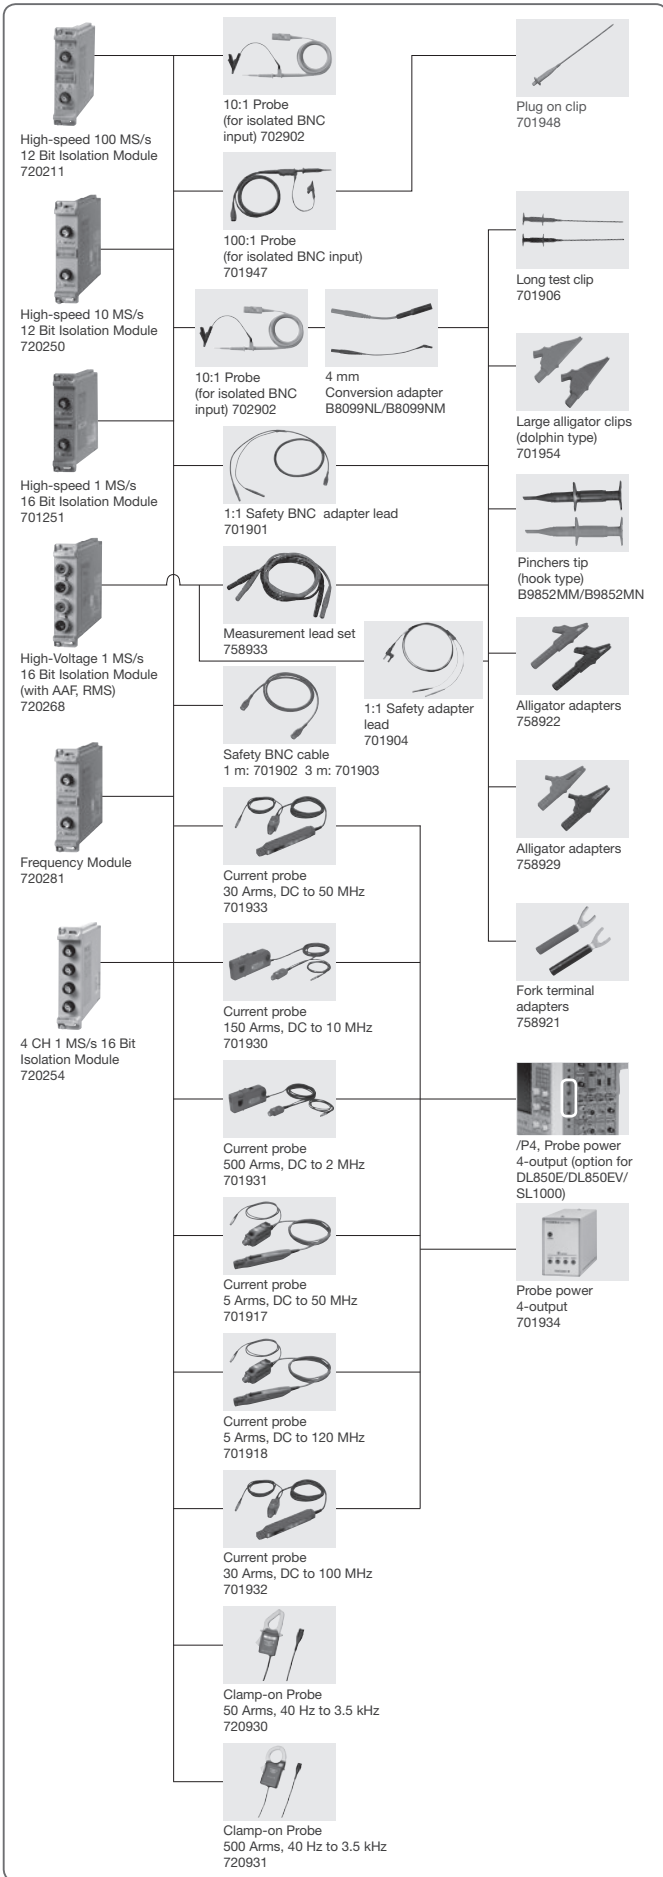 High-speed 100 MS/s
12 Bit Isolation Module
720211
High-speed 10 MS/s
12 Bit Isolation Module
720250
High-speed 1 MS/s
16 Bit Isolation Module
701251
High-Voltage 1 MS/s
16 Bit Isolation Module
(with AAF, RMS)
720268
Frequency Module
720281
4 CH 1 MS/s 16 Bit
Isolation Module
720254
10:1 Probe
(for isolated BNC
input) 702902
100:1 Probe
(for isolated BNC input)
701947
10:1 Probe
(for isolated BNC
input) 702902
4 mm
Conversion adapter
B8099NL/B8099NM
1:1 Safety BNC adapter lead
701901
Measurement lead set
758933
1:1 Safety adapter
lead
701904
Safety BNC cable
1 m: 701902 3 m: 701903
Current probe
30 Arms, DC to 50 MHz
701933
Current probe
150 Arms, DC to 10 MHz
701930
Current probe
500 Arms, DC to 2 MHz
701931
Current probe
5 Arms, DC to 50 MHz
701917
Current probe
5 Arms, DC to 120 MHz
701918
Current probe
30 Arms, DC to 100 MHz
701932
Clamp-on Probe
50 Arms, 40 Hz to 3.5 kHz
720930
Clamp-on Probe
500 Arms, 40 Hz to 3.5 kHz
720931
Plug on clip
701948
Long test clip
701906
Large alligator clips
(dolphin type)
701954
Pinchers tip
(hook type)
B9852MM/B9852MN
Alligator adapters
758922
Alligator adapters
758929
Fork terminal
adapters
758921
/P4, Probe power
4-output (option for
DL850E/DL850EV/
SL1000)
Probe power
4-output
701934